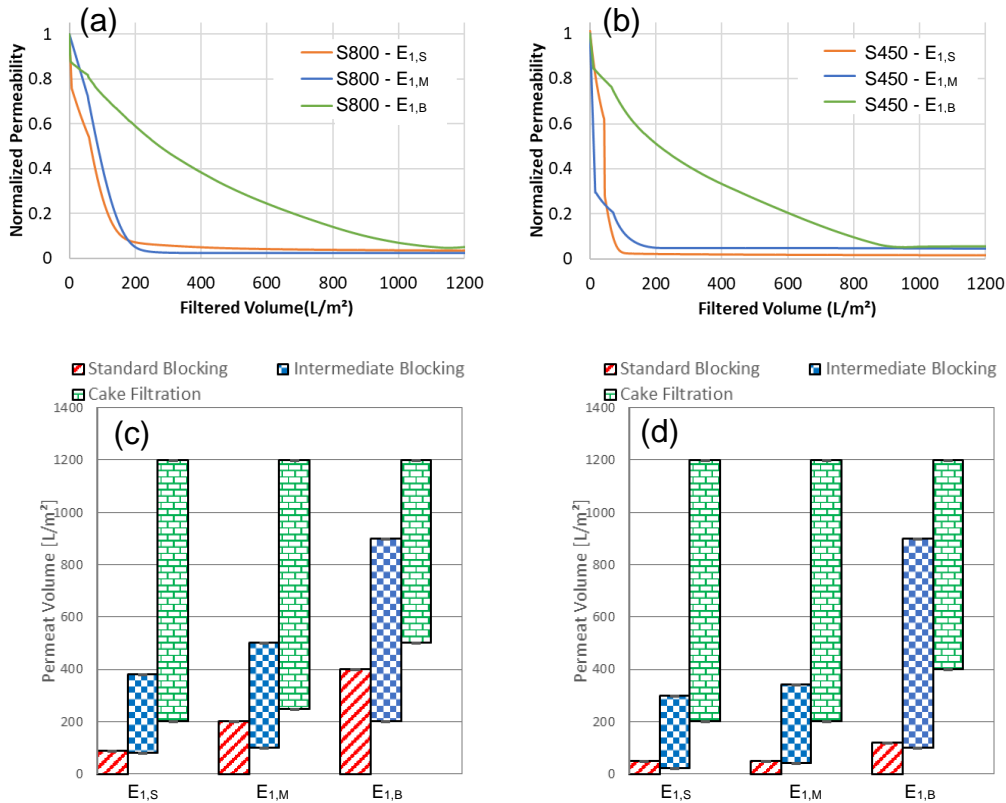 (a)
S800 - E1,S
S800 - E1,M
S800 - E1,B
Normalized Permeability
1
0.8
0.6
0.4
0.2
0
0 200 400 600 800 1000 1200
Filtered Volume(L/m²)
(b)
S450 - E1,S
S450 - E1,M
S450 - E1,B
Normalized Permeability
1
0.8
0.6
0.4
0.2
0
0 200 400 600 800 1000 1200
Filtered Volume (L/m²)
Standard Blocking Intermediate Blocking
Cake Filtration
(c)
Permeat Volume [L/m²]
1400
1200
1000
800
600
400
200
0
E1,S E1,M E1,B
Standard Blocking Intermediate Blocking
Cake Filtration
(d)
Permeat Volume [L/m²]
1400
1200
1000
800
600
400
200
0
E1,S E1,M E1,B